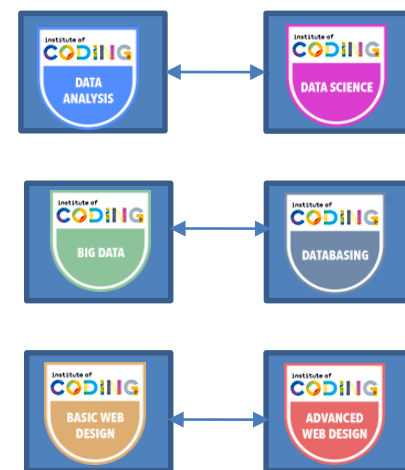 institute of
CODING
DATA
ANALYSIS
institute of
CODING
DATA SCIENCE
institute of
CODING
BIG DATA
institute of
CODING
DATABASING
institute of
CODING
BASIC WEB
DESIGN
institute of
CODING
ADVANCED
WEB DESIGN